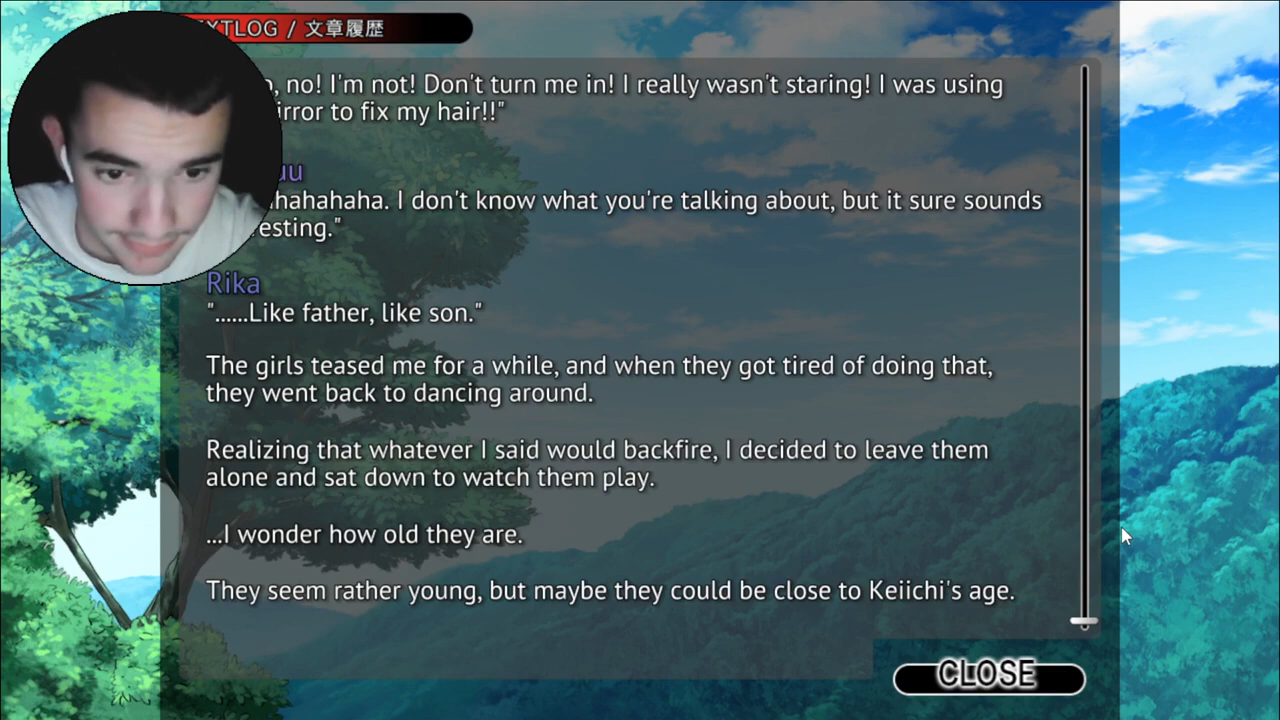 XTLOG / 文章履歴
, no! I'm not! Don't turn me in! I really wasn't staring! I was using
irror to fix my hair!!"
uu
hahahahaha. I don't know what you're talking about, but it sure sounds
esting."
Rika
"......Like father, like son."
The girls teased me for a while, and when they got tired of doing that,
they went back to dancing around.
Realizing that whatever I said would backfire, I decided to leave them
alone and sat down to watch them play.
...I wonder how old they are.
They seem rather young, but maybe they could be close to Keiichi's age.
CLOSE